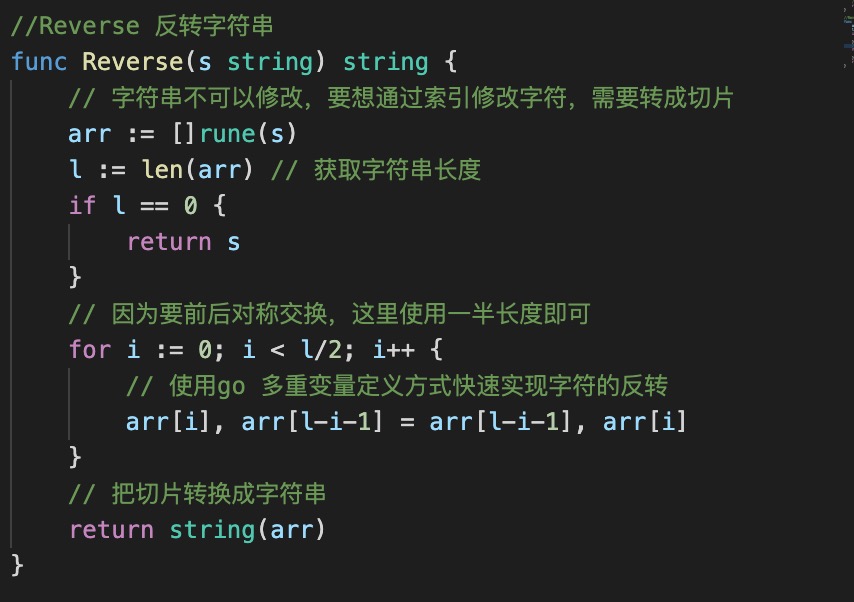 //Reverse 反转字符串
func Reverse(s string) string {
    // 字符串不可以修改，要想通过索引修改字符，需要转成切片
    arr := []rune(s)
    l := len(arr) // 获取字符串长度
    if l == 0 {
        return s
    }
    // 因为要前后对称交换，这里使用一半长度即可
    for i := 0; i < l/2; i++ {
        // 使用go 多重变量定义方式快速实现字符的反转
        arr[i], arr[l-i-1] = arr[l-i-1], arr[i]
    }
    // 把切片转换成字符串
    return string(arr)
}